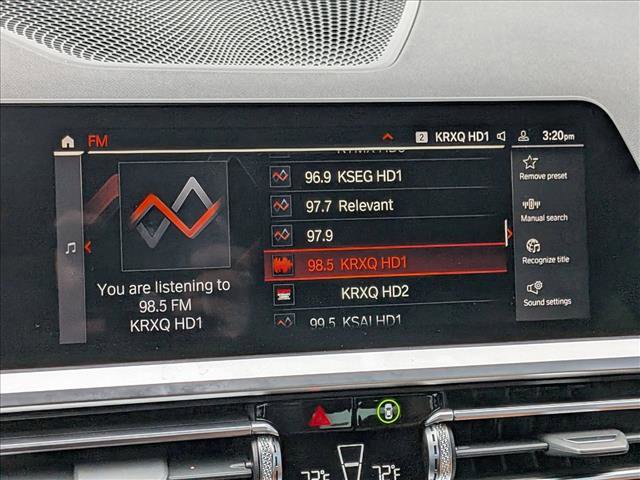 FM
2 KRXQ HD1 3:20pm
96.9 KSEG HD1
97.7 Relevant
97.9
98.5 KRXQ HD1
KRXQ HD2
99.5 KSAI HD1
You are listening to
98.5 FM
KRXQ HD1
Remove preset
Manual search
Recognize title
Sound settings
72°F